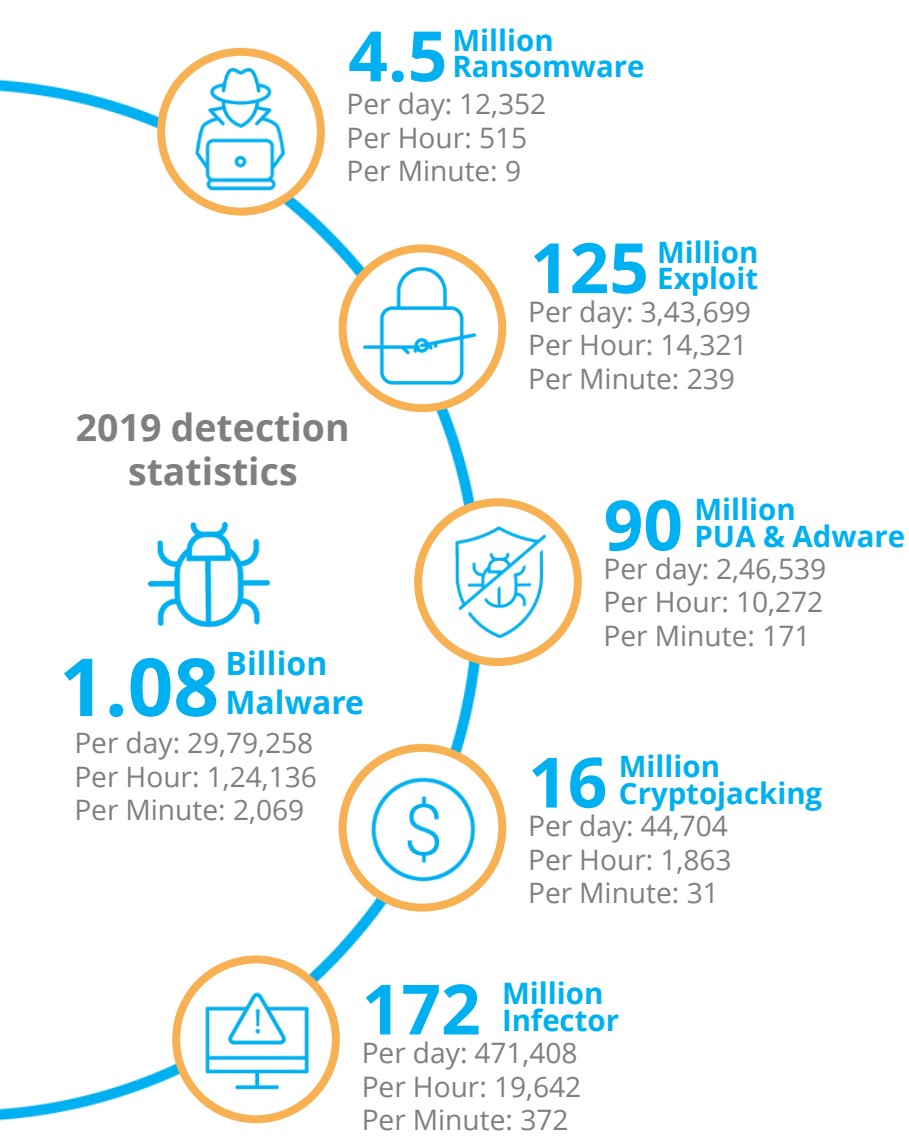 4.5 Million
Ransomware
Per day: 12,352
Per Hour: 515
Per Minute: 9
125 Million
Exploit
Per day: 3,43,699
Per Hour: 14,321
Per Minute: 239
2019 detection
statistics
1.08 Billion
Malware
Per day: 29,79,258
Per Hour: 1,24,136
Per Minute: 2,069
90 Million
PUA & Adware
Per day: 2,46,539
Per Hour: 10,272
Per Minute: 171
$
16 Million
Cryptojacking
Per day: 44,704
Per Hour: 1,863
Per Minute: 31
!
172 Million
Infector
Per day: 471,408
Per Hour: 19,642
Per Minute: 372